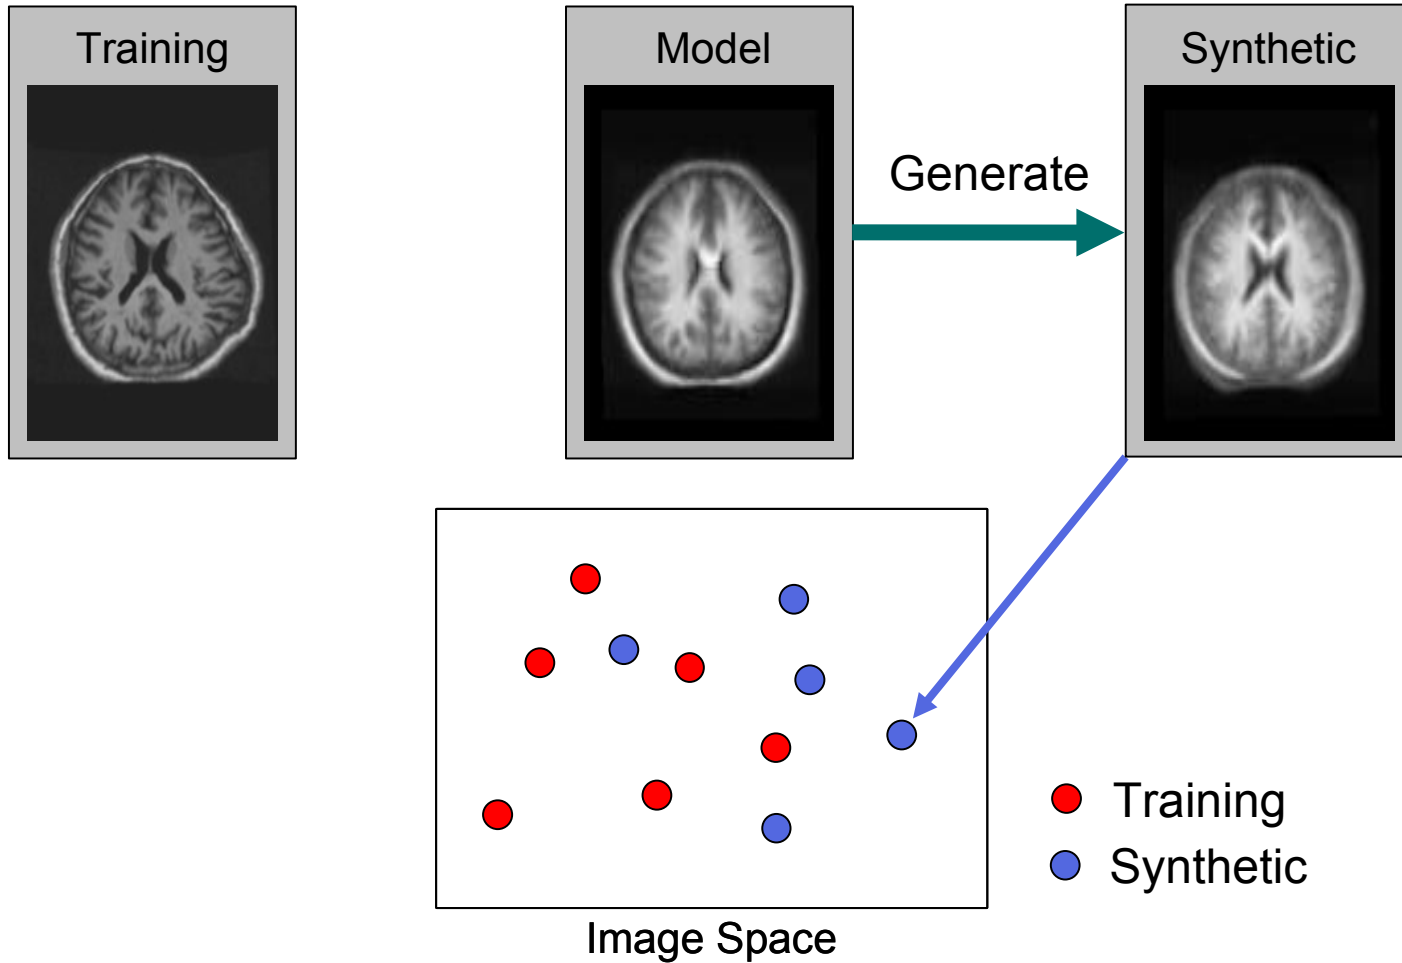 Training
Model
Synthetic
Generate
Training
Synthetic
Image Space